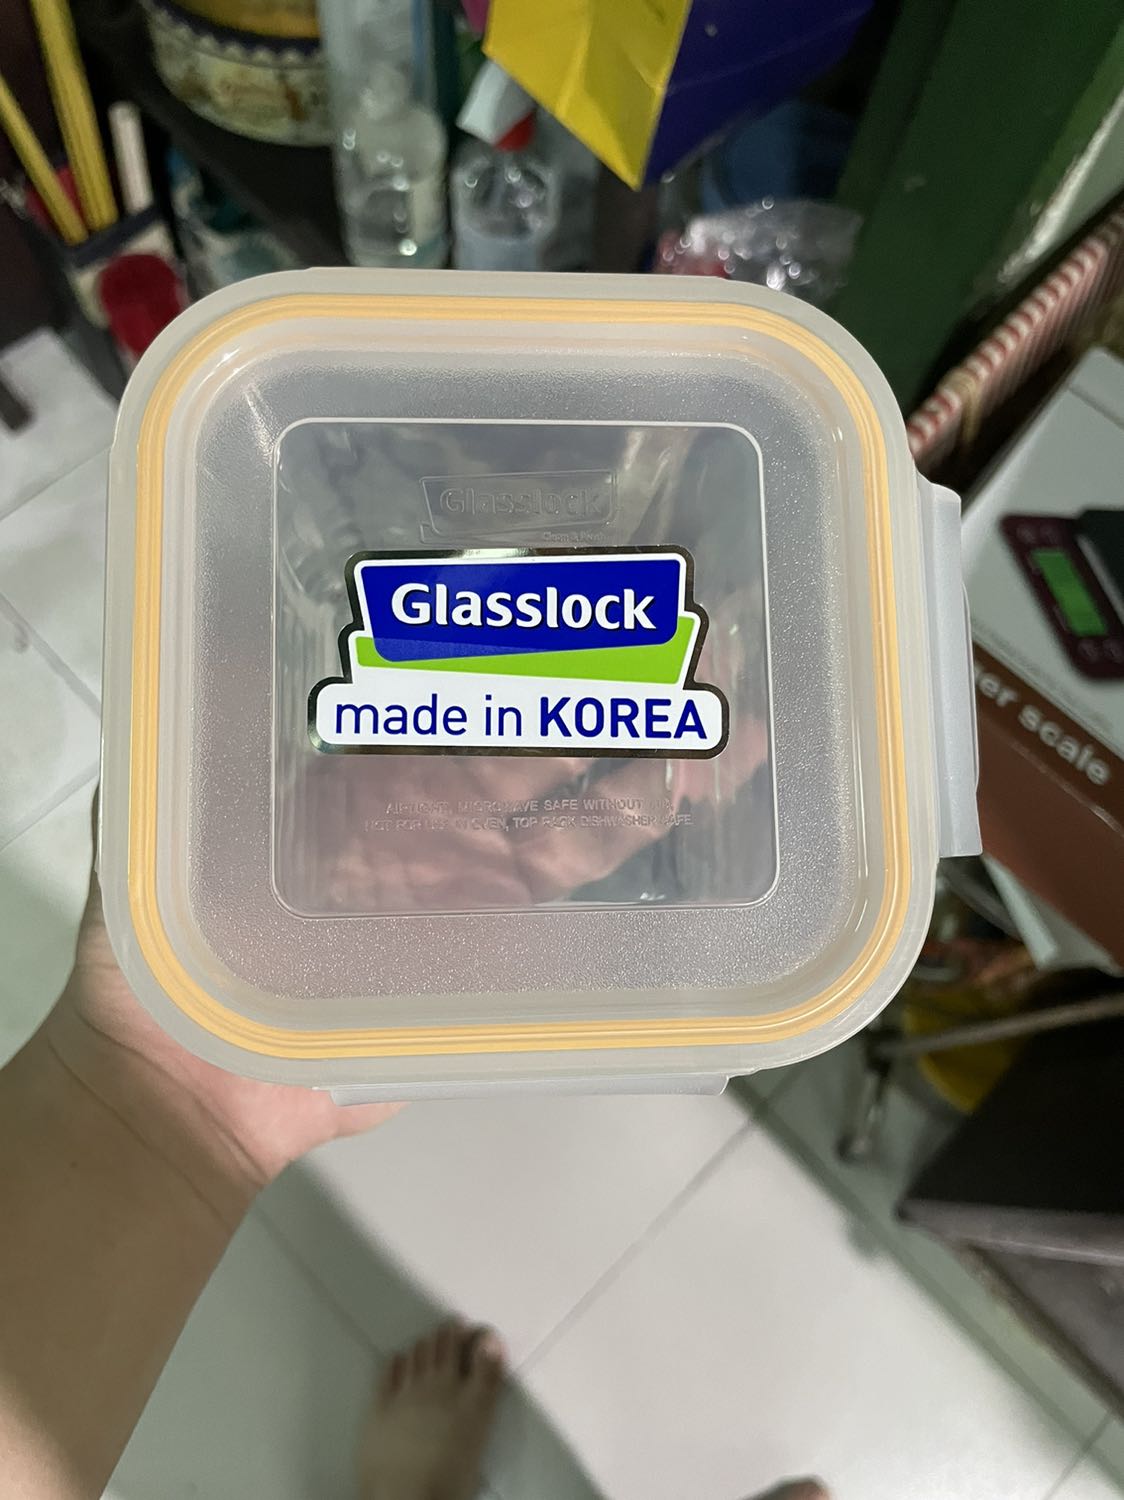 Glasslock
Glasslock
made in KOREA
AIRTIGHT, MICROWAVE SAFE WITHOUT LID,
NOT FOR USE IN OVEN, TOP RACK DISHWASHER SAFE
er scale